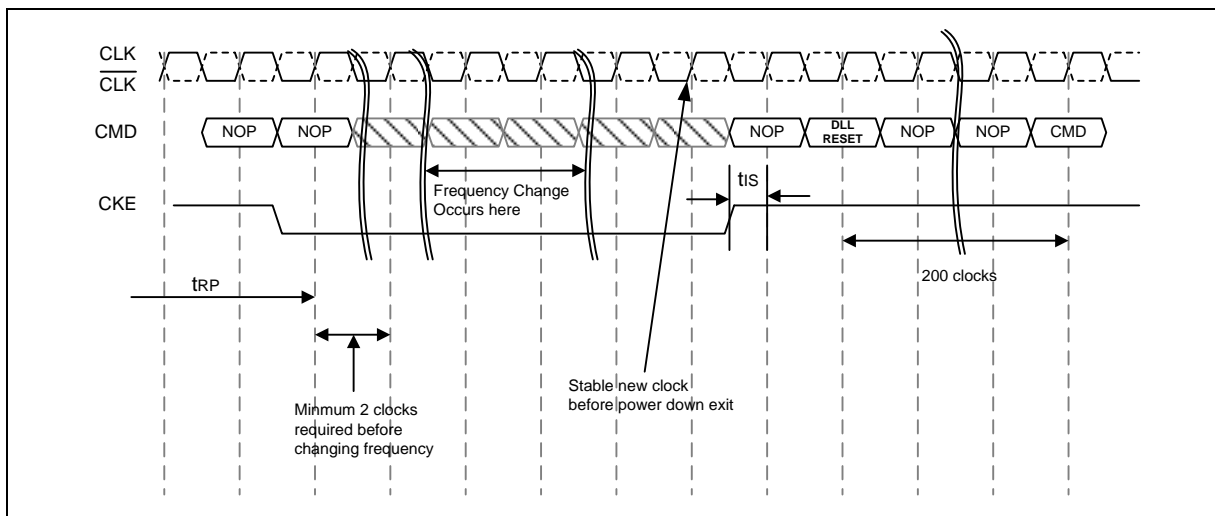 CLK
CLK
CMD
NOP
NOP
NOP
DLL
RESET
NOP
NOP
CMD
tIS
Frequency Change
Occurs here
CKE
200 clocks
tRP
Stable new clock
before power down exit
Minmum 2 clocks
required before
changing frequency